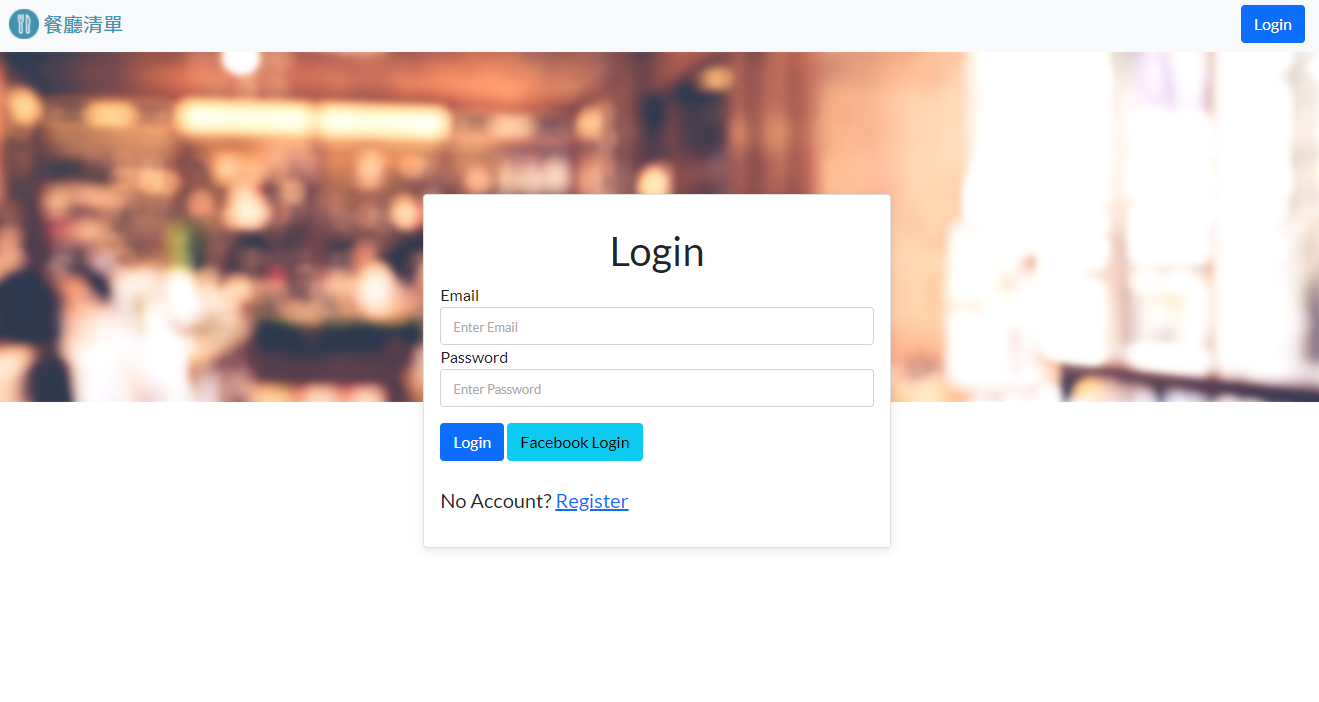 餐廳清單
Login
Login
Email
Enter Email
Password
Enter Password
Login Facebook Login
No Account? Register